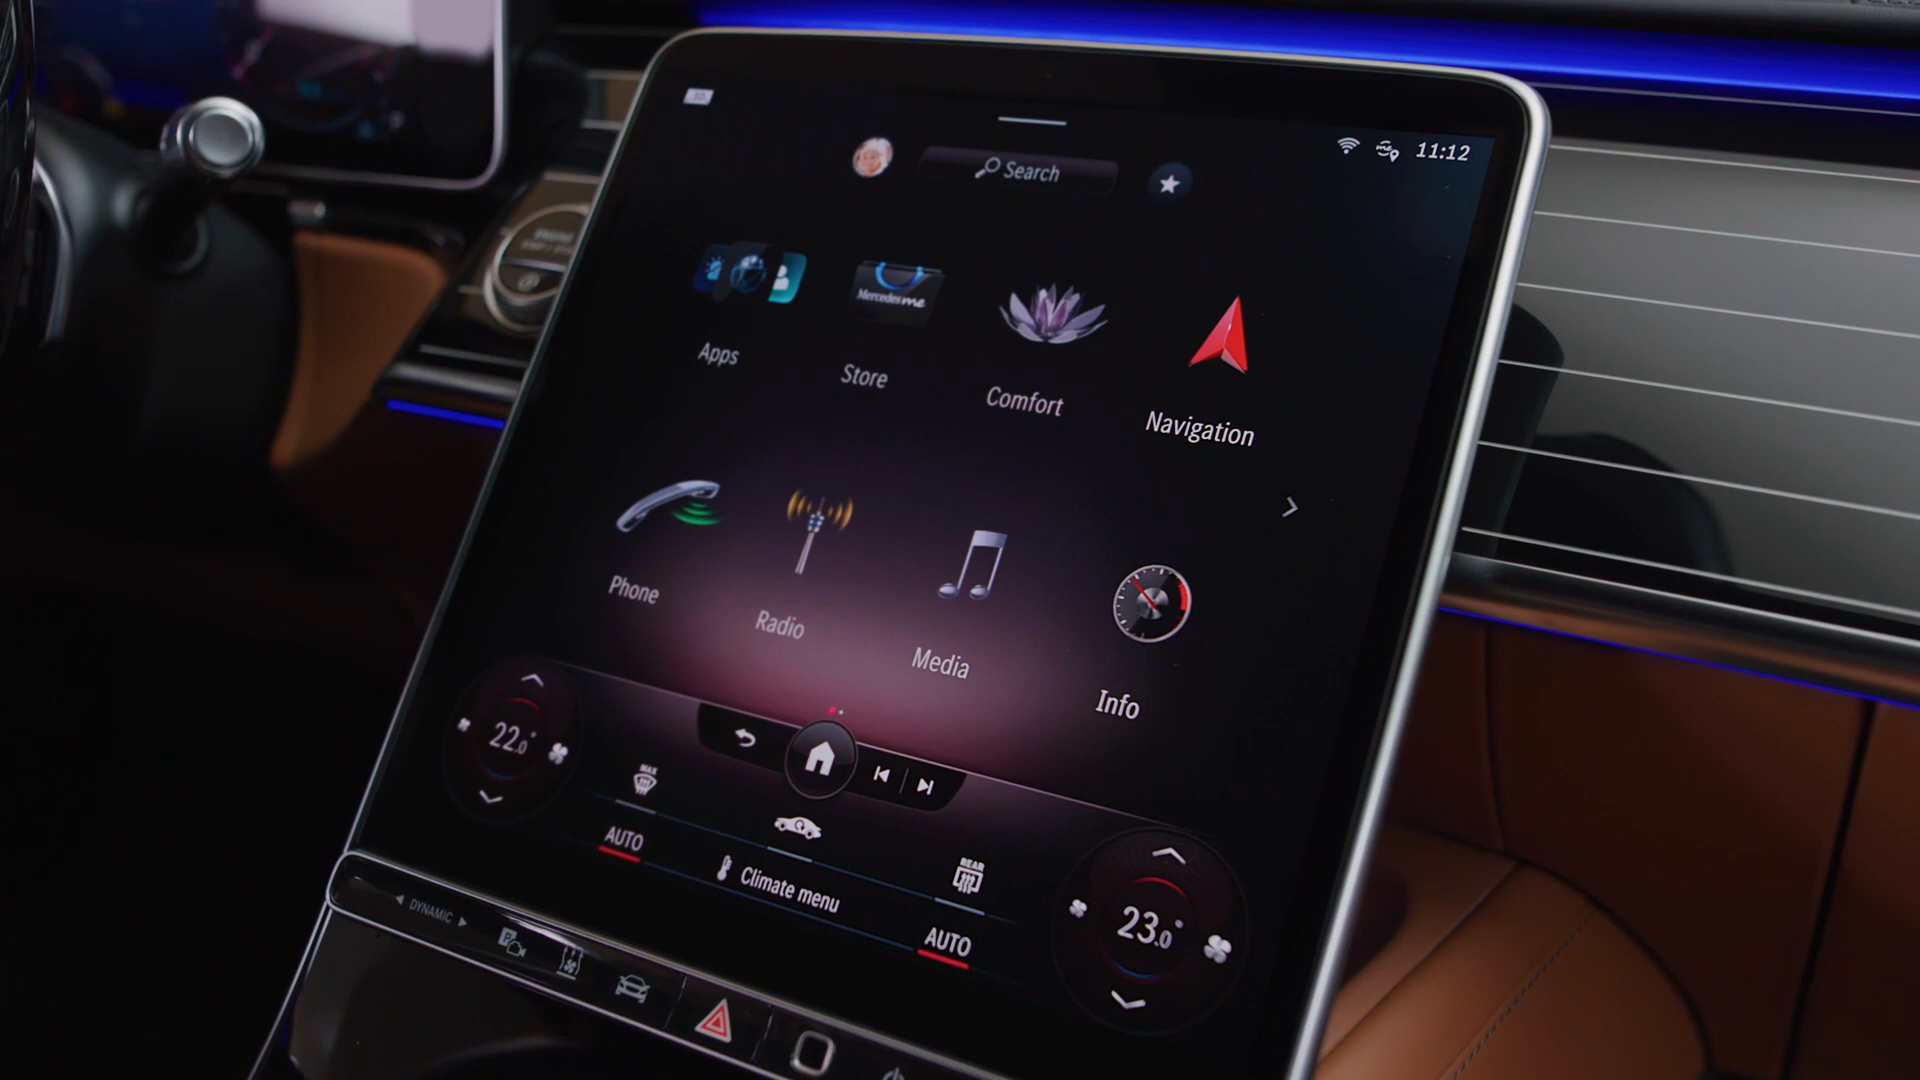 11:12
Search
Apps
Mercedes me
Store
Comfort
Navigation
Phone
Radio
Media
Info
22.0°
MAX
AUTO
Climate menu
REAR
AUTO
23.0°
DYNAMIC
P